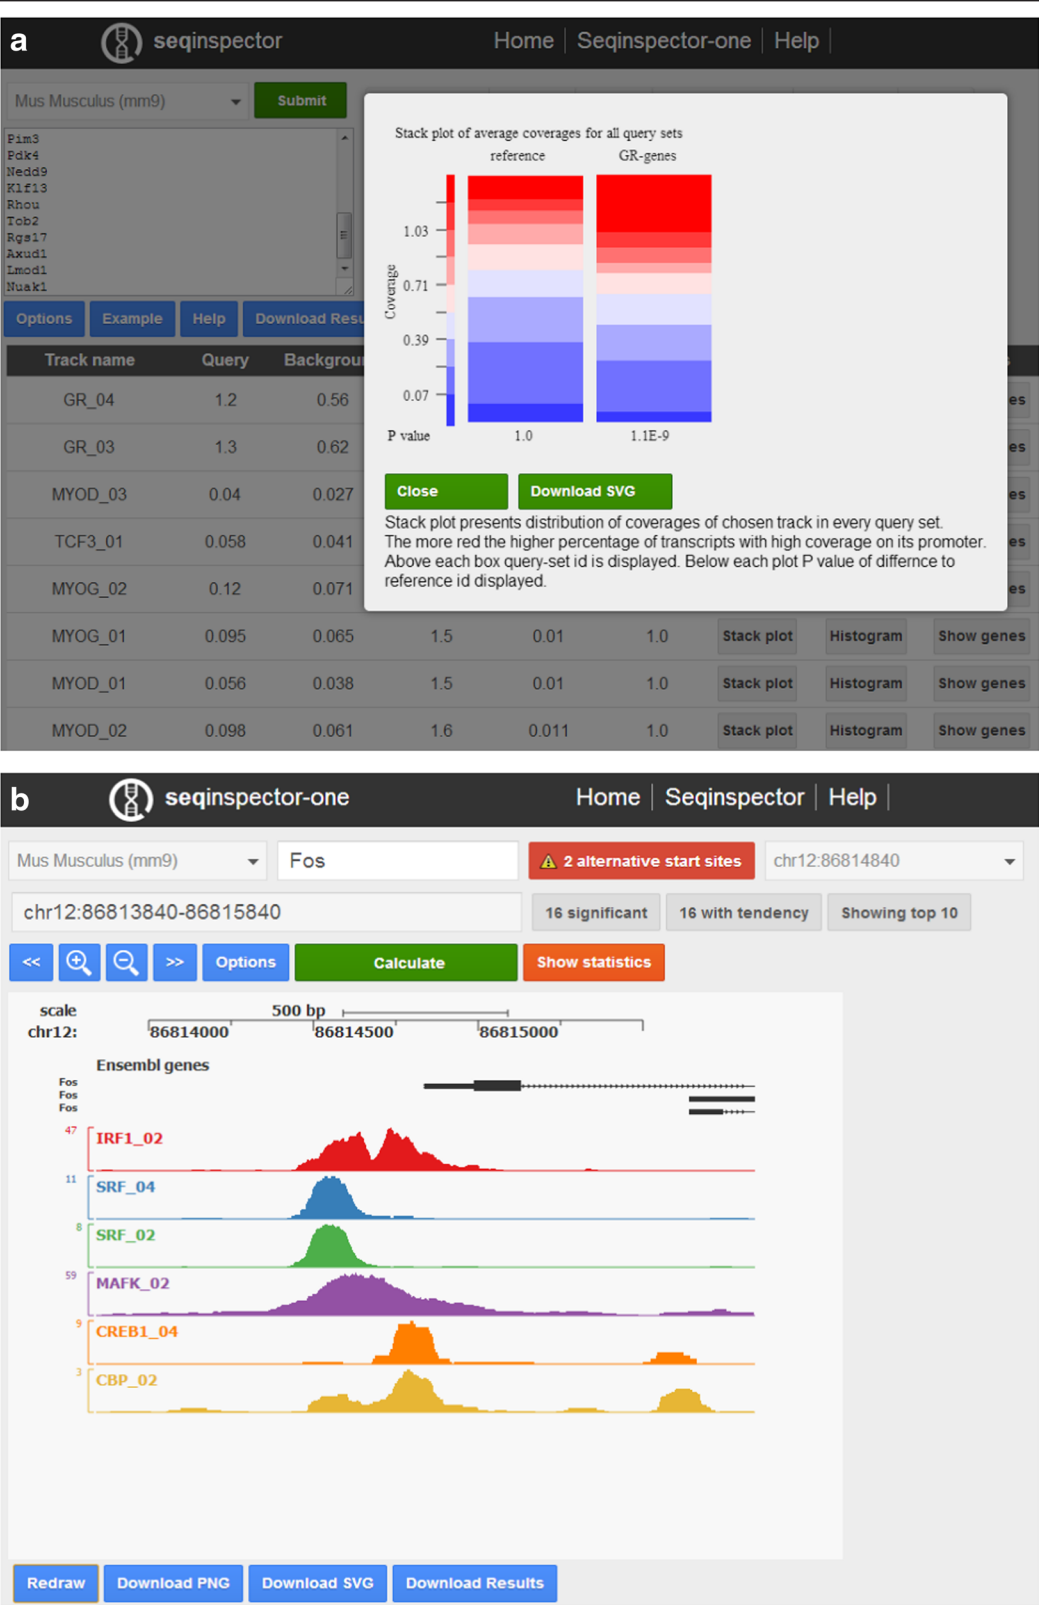 a
seqinspector
Home
Seqinspector-one
Help
Mus Musculus (mm9)
Submit
Pim3
Pdk4
Nedd9
Klf13
Rhou
Tob2
Rgs17
Axud1
Lmod1
Nuak1
Options
Example
Help
Download Resu
Stack plot of average coverages for all query sets
reference GR-genes
Coverage
1.03
0.71
0.39
0.07
P value 1.0 1.1E-9
Close
Download SVG
Stack plot presents distribution of coverages of chosen track in every query set.
The more red the higher percentage of transcripts with high coverage on its promoter.
Above each box query-set id is displayed. Below each plot P value of differnce to
reference id displayed.
Track name Query Backgrou s
GR_04 1.2 0.56 es
GR_03 1.3 0.62 es
MYOD_03 0.04 0.027 es
TCF3_01 0.058 0.041 es
MYOG_02 0.12 0.071 es
MYOG_01 0.095 0.065 1.5 0.01 1.0 Stack plot Histogram Show genes
MYOD_01 0.056 0.038 1.5 0.01 1.0 Stack plot Histogram Show genes
MYOD_02 0.098 0.061 1.6 0.011 1.0 Stack plot Histogram Show genes
b
seqinspector-one
Home
Seqinspector
Help
Mus Musculus (mm9)
Fos
2 alternative start sites
chr12:86814840
chr12:86813840-86815840
16 significant
16 with tendency
Showing top 10
<<
>>
Options
Calculate
Show statistics
scale 500 bp
chr12: 86814000 86814500 86815000
Ensembl genes
Fos
Fos
Fos
47 IRF1_02
11 SRF_04
8 SRF_02
59 MAFK_02
9 CREB1_04
3 CBP_02
Redraw
Download PNG
Download SVG
Download Results